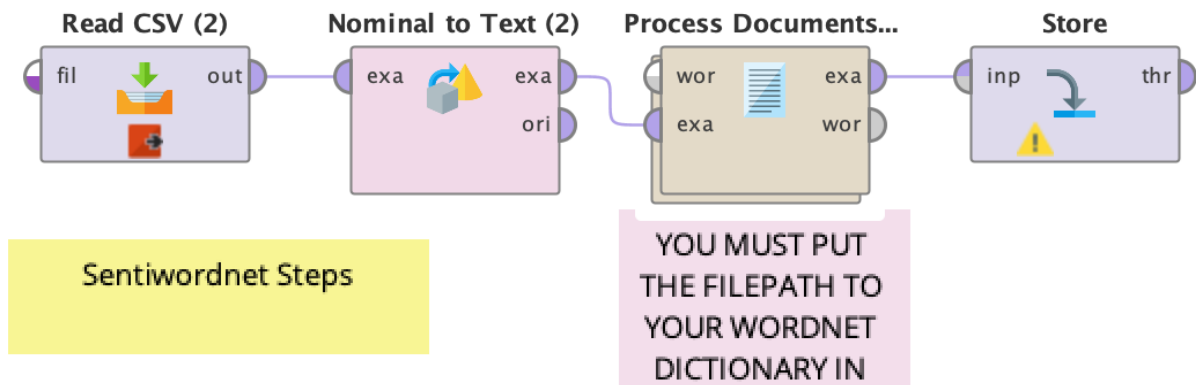 Read CSV (2)
Nominal to Text (2)
Process Documents...
Store
fil
out
exa
exa
ori
wor
exa
exa
wor
inp
thr
Sentiwordnet Steps
YOU MUST PUT
THE FILEPATH TO
YOUR WORDNET
DICTIONARY IN